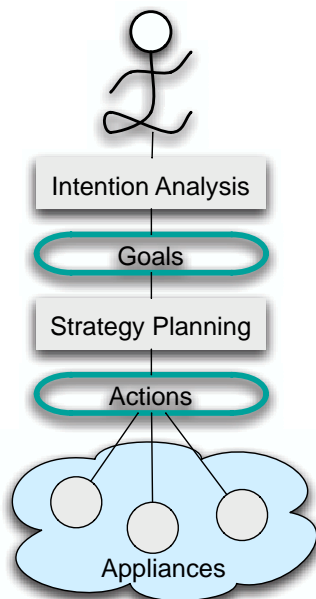 Intention Analysis
Goals
Strategy Planning
Actions
Appliances